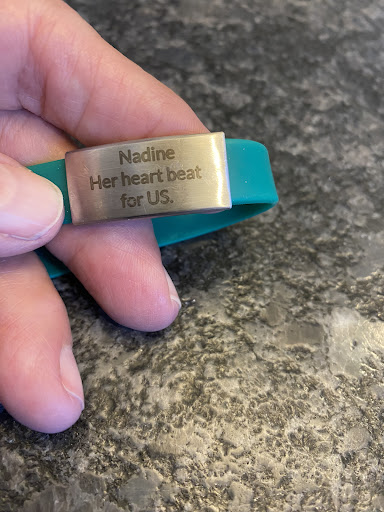 Nadine
Her heart beat
for US.